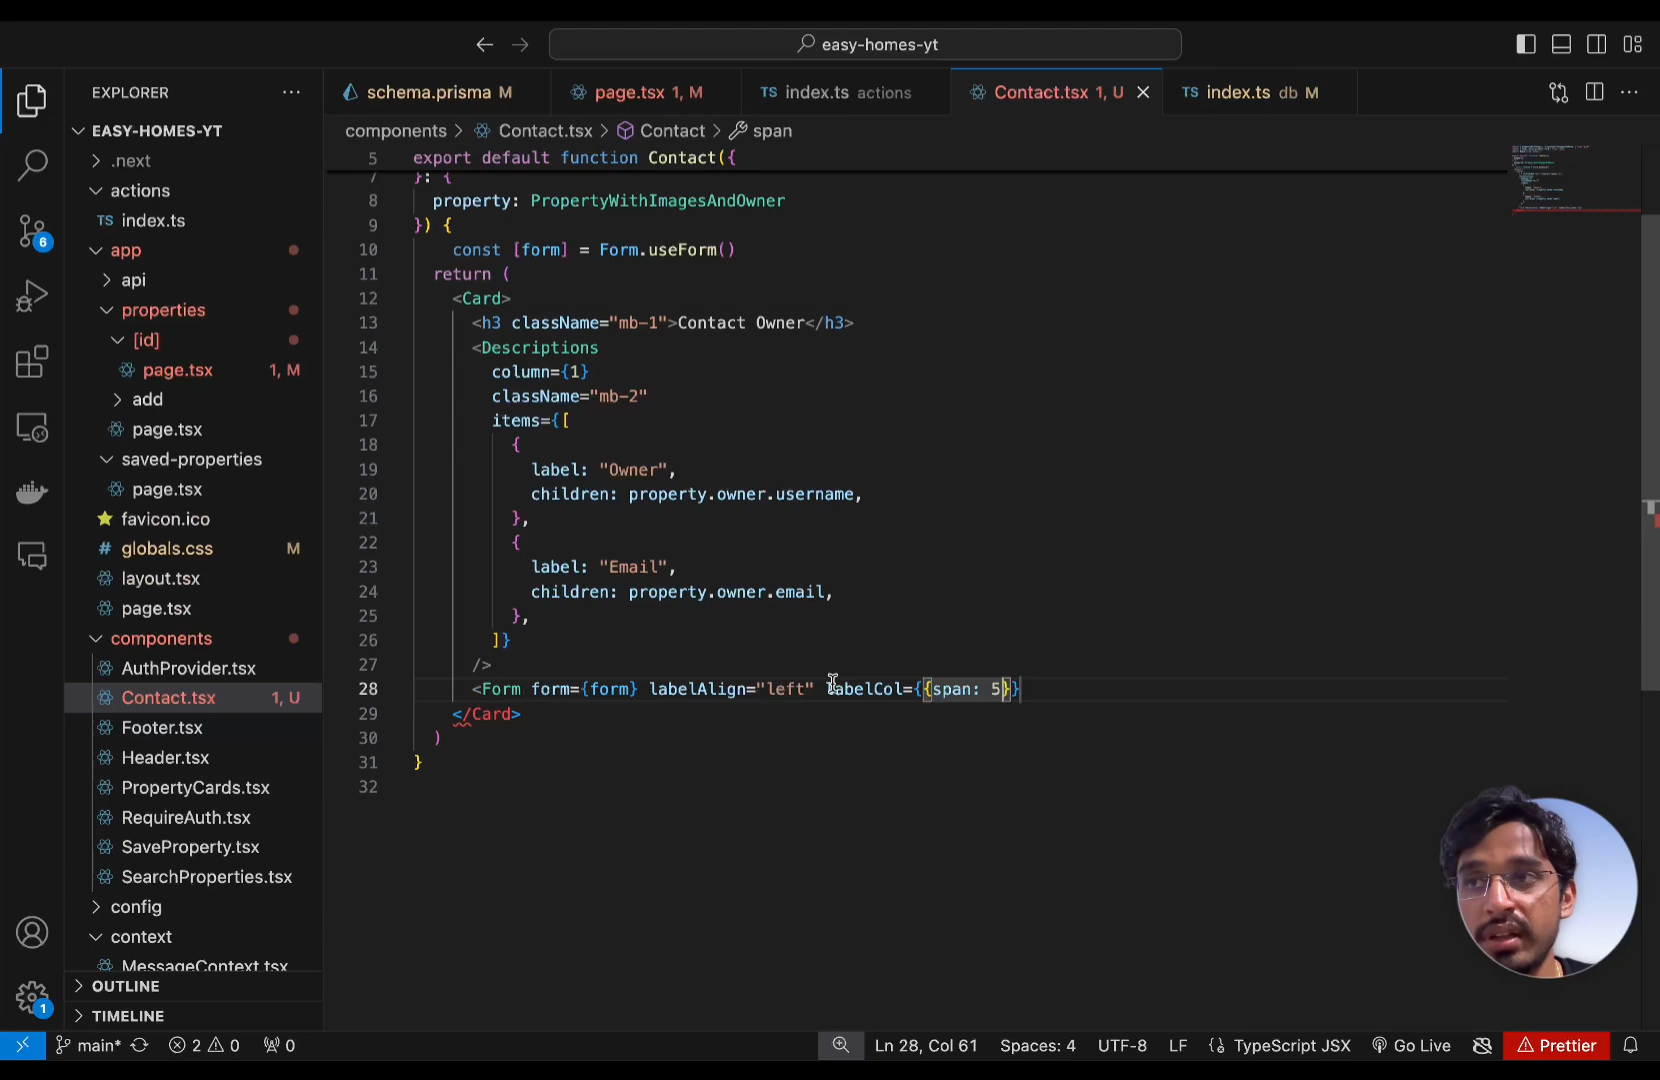 easy-homes-yt
EXPLORER
schema.prisma M
page.tsx 1, M
TS index.ts actions
Contact.tsx 1, U
TS index.ts db M
EASY-HOMES-YT
components > Contact.tsx > Contact > span
.next
5 export default function Contact({
actions
7 }: {
8 property: PropertyWithImagesAndOwner
TS index.ts
9 }) {
app
10 const [form] = Form.useForm()
api
11 return (
12 <Card>
properties
13 <h3 className="mb-1">Contact Owner</h3>
[id]
14 <Descriptions
page.tsx 1, M
15 column={1}
add
16 className="mb-2"
page.tsx
17 items={[
18 {
saved-properties
19 label: "Owner",
page.tsx
20 children: property.owner.username,
favicon.ico
21 },
22 {
# globals.css M
23 label: "Email",
layout.tsx
24 children: property.owner.email,
page.tsx
25 },
components
26 ]}
AuthProvider.tsx
27 />
Contact.tsx 1, U
28 <Form form={form} labelAlign="left" labelCol={{span: 5}}
29 </Card>
Footer.tsx
30 )
Header.tsx
31 }
PropertyCards.tsx
32
RequireAuth.tsx
SaveProperty.tsx
SearchProperties.tsx
config
context
MessageContext.tsx
OUTLINE
TIMELINE
6
1
main* 2 0 0 Ln 28, Col 61 Spaces: 4 UTF-8 LF {} TypeScript JSX Go Live Prettier